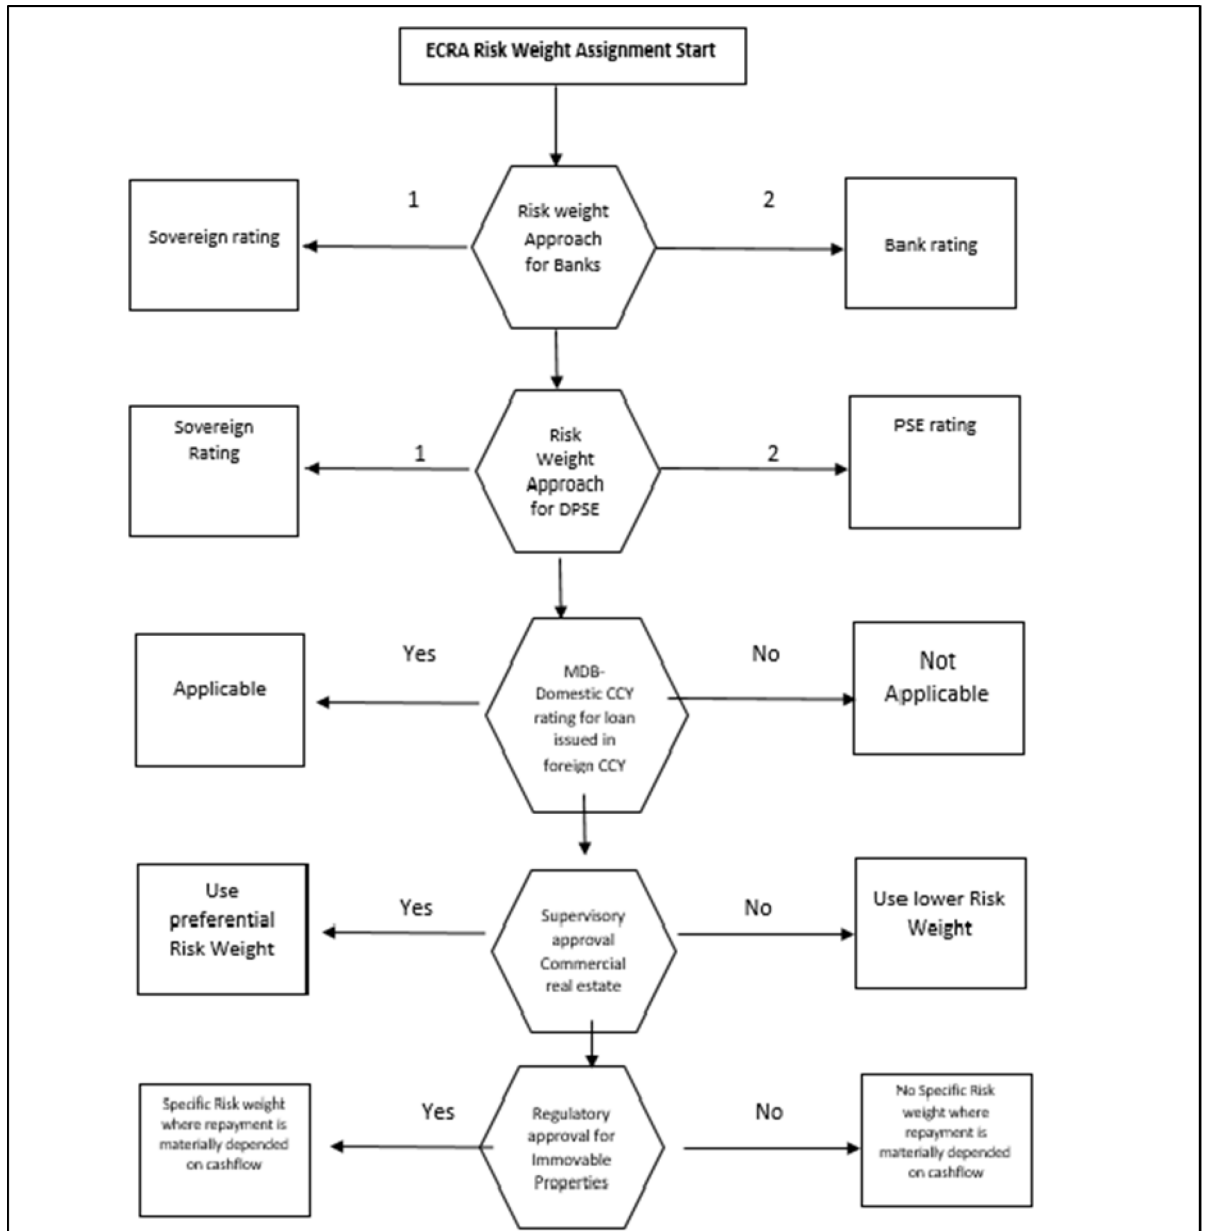 ECRA Risk Weight Assignment Start
1
2
Sovereign rating
Risk weight
Approach
for Banks
Bank rating
Sovereign
Rating
1
Risk
Weight
Approach
for DPSE
2
PSE rating
Yes
No
Applicable
MDB-
Domestic CCY
rating for loan
issued in
foreign CCY
Not
Applicable
Use
preferential
Risk Weight
Yes
Supervisory
approval
Commercial
real estate
No
Use lower Risk
Weight
Specific Risk weight
where repayment is
materially depended
on cashflow
Yes
Regulatory
approval for
Immovable
Properties
No
No Specific Risk
weight where
repayment is
materially depended
on cashflow